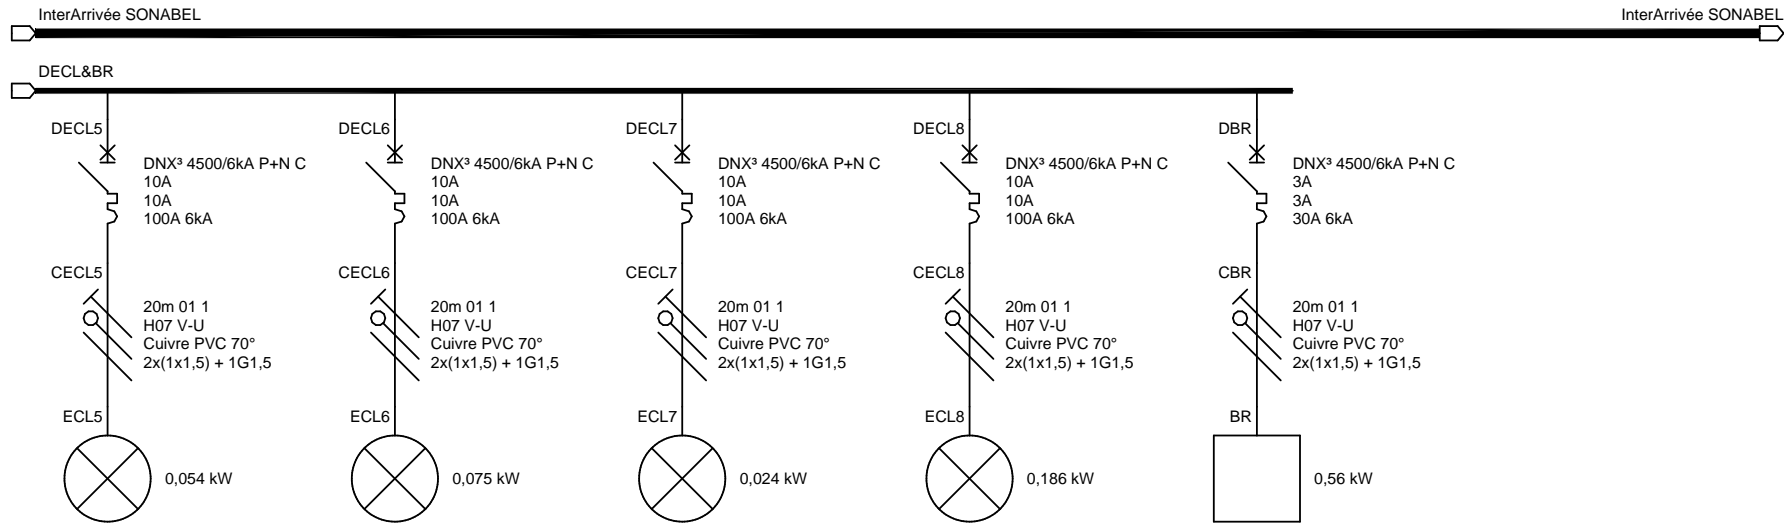 InterArrivée SONABEL
InterArrivée SONABEL
DECL&BR
DECL5
DNX³ 4500/6kA P+N C
10A
10A
100A 6kA
CECL5
20m 01 1
H07 V-U
Cuivre PVC 70°
2x(1x1,5) + 1G1,5
ECL5
0,054 kW
DECL6
DNX³ 4500/6kA P+N C
10A
10A
100A 6kA
CECL6
20m 01 1
H07 V-U
Cuivre PVC 70°
2x(1x1,5) + 1G1,5
ECL6
0,075 kW
DECL7
DNX³ 4500/6kA P+N C
10A
10A
100A 6kA
CECL7
20m 01 1
H07 V-U
Cuivre PVC 70°
2x(1x1,5) + 1G1,5
ECL7
0,024 kW
DECL8
DNX³ 4500/6kA P+N C
10A
10A
100A 6kA
CECL8
20m 01 1
H07 V-U
Cuivre PVC 70°
2x(1x1,5) + 1G1,5
ECL8
0,186 kW
DBR
DNX³ 4500/6kA P+N C
3A
3A
30A 6kA
CBR
20m 01 1
H07 V-U
Cuivre PVC 70°
2x(1x1,5) + 1G1,5
BR
0,56 kW